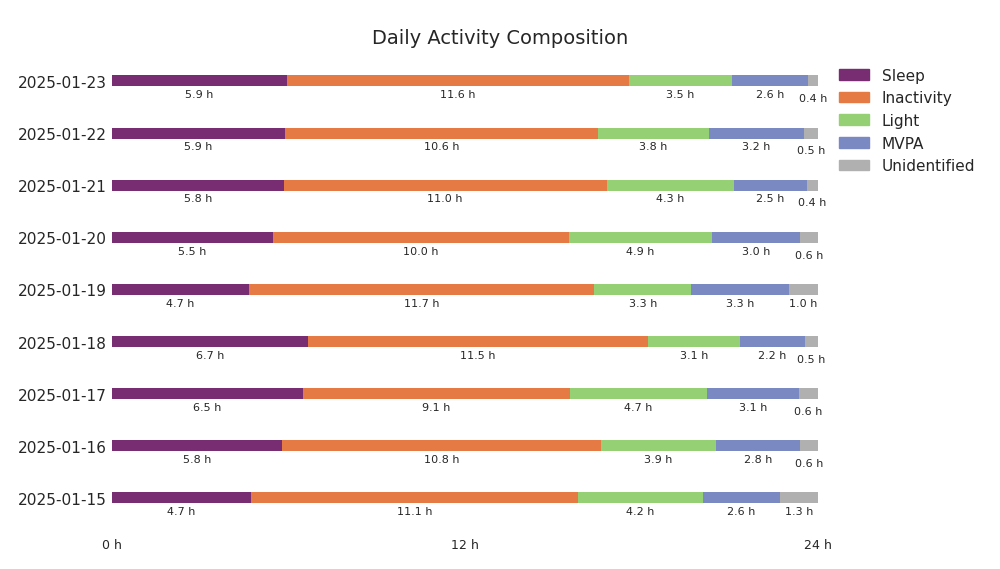 Daily Activity Composition
2025-01-23
5.9 h 11.6 h 3.5 h 2.6 h 0.4 h
2025-01-22
5.9 h 10.6 h 3.8 h 3.2 h 0.5 h
2025-01-21
5.8 h 11.0 h 4.3 h 2.5 h 0.4 h
2025-01-20
5.5 h 10.0 h 4.9 h 3.0 h 0.6 h
2025-01-19
4.7 h 11.7 h 3.3 h 3.3 h 1.0 h
2025-01-18
6.7 h 11.5 h 3.1 h 2.2 h 0.5 h
2025-01-17
6.5 h 9.1 h 4.7 h 3.1 h 0.6 h
2025-01-16
5.8 h 10.8 h 3.9 h 2.8 h 0.6 h
2025-01-15
4.7 h 11.1 h 4.2 h 2.6 h 1.3 h
0 h 12 h 24 h
Sleep
Inactivity
Light
MVPA
Unidentified